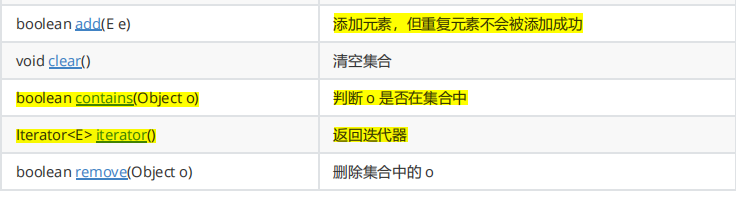 boolean add(E e) 添加元素，但重复元素不会被添加成功
void clear() 清空集合
boolean contains(Object o) 判断 o 是否在集合中
Iterator<E> iterator() 返回迭代器
boolean remove(Object o) 删除集合中的 o